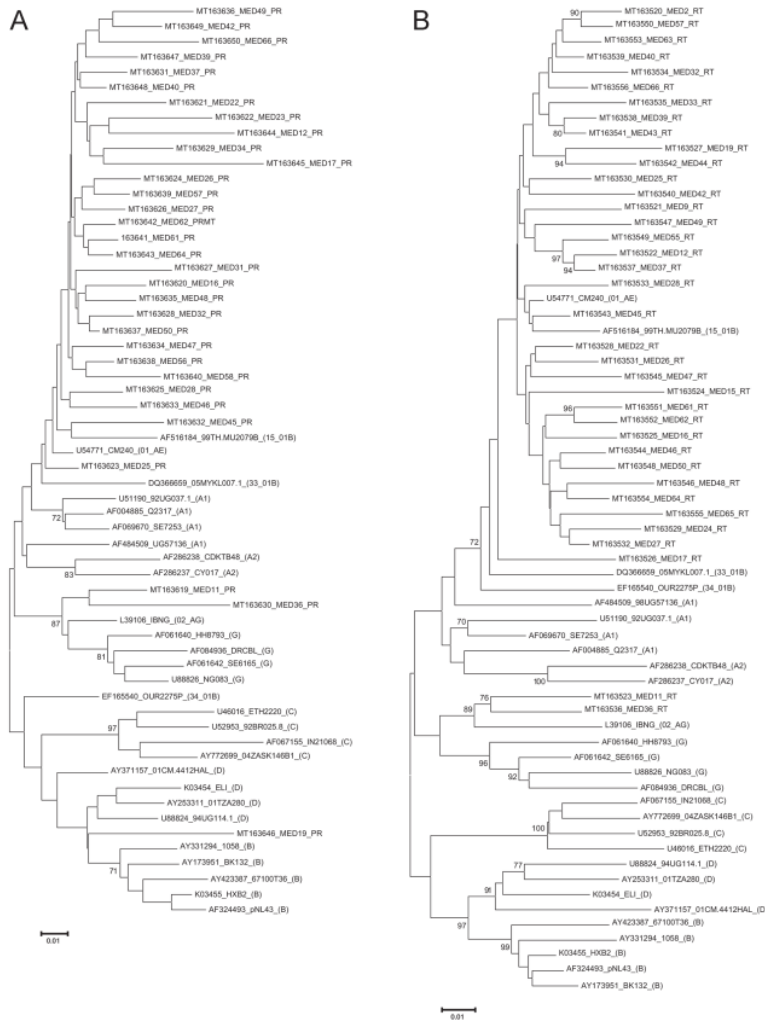 A
MT163636_MED49_PR
MT163649_MED42_PR
MT163650_MED66_PR
MT163647_MED39_PR
MT163631_MED37_PR
MT163648_MED40_PR
MT163621_MED22_PR
MT163622_MED23_PR
MT163644_MED12_PR
MT163629_MED34_PR
MT163645_MED17_PR
MT163624_MED26_PR
MT163639_MED57_PR
MT163626_MED27_PR
MT163642_MED62_PRMT
163641_MED61_PR
MT163643_MED64_PR
MT163627_MED31_PR
MT163620_MED16_PR
MT163635_MED48_PR
MT163628_MED32_PR
MT163637_MED50_PR
MT163634_MED47_PR
MT163638_MED56_PR
MT163640_MED58_PR
MT163625_MED28_PR
MT163633_MED46_PR
MT163632_MED45_PR
AF516184_99TH.MU2079B_(15_01B)
U54771_CM240_(01_AE)
MT163623_MED25_PR
DQ366659_05MYKL007.1_(33_01B)
U51190_92UG037.1_(A1)
AF004885_Q2317_(A1)
72
AF069670_SE7253_(A1)
AF484509_UG57136_(A1)
AF286238_CDKTB48_(A2)
83
AF286237_CY017_(A2)
MT163619_MED11_PR
MT163630_MED36_PR
87
L39106_IBNG_(02_AG)
AF061640_HH8793_(G)
AF084936_DRCBL_(G)
81
AF061642_SE6165_(G)
U88826_NG083_(G)
EF165540_OUR2275P_(34_01B)
U46016_ETH2220_(C)
97
U52953_92BR025.8_(C)
AF067155_IN21068_(C)
AY772699_04ZASK146B1_(C)
AY371157_01CM.4412HAL_(D)
K03454_ELI_(D)
AY253311_01TZA280_(D)
U88824_94UG114.1_(D)
MT163646_MED19_PR
AY331294_1058_(B)
71
AY173951_BK132_(B)
AY423387_67100T36_(B)
K03455_HXB2_(B)
AF324493_pNL43_(B)
0.01
B
90
MT163520_MED2_RT
MT163550_MED57_RT
MT163553_MED63_RT
MT163539_MED40_RT
MT163534_MED32_RT
MT163556_MED66_RT
MT163535_MED33_RT
MT163538_MED39_RT
80
MT163541_MED43_RT
MT163527_MED19_RT
94
MT163542_MED44_RT
MT163530_MED25_RT
MT163540_MED42_RT
MT163521_MED9_RT
MT163547_MED49_RT
MT163549_MED55_RT
97
MT163522_MED12_RT
94
MT163537_MED37_RT
MT163533_MED28_RT
U54771_CM240_(01_AE)
MT163543_MED45_RT
AF516184_99TH.MU2079B_(15_01B)
MT163528_MED22_RT
MT163531_MED26_RT
MT163545_MED47_RT
MT163524_MED15_RT
96
MT163551_MED61_RT
MT163552_MED62_RT
MT163525_MED16_RT
MT163544_MED46_RT
MT163548_MED50_RT
MT163546_MED48_RT
MT163554_MED64_RT
MT163555_MED65_RT
MT163529_MED24_RT
72
MT163532_MED27_RT
MT163526_MED17_RT
DQ366659_05MYKL007.1_(33_01B)
EF165540_OUR2275P_(34_01B)
AF484509_98UG57136_(A1)
70
U51190_92UG037.1_(A1)
AF069670_SE7253_(A1)
AF004885_Q2317_(A1)
AF286238_CDKTB48_(A2)
100
AF286237_CY017_(A2)
76
MT163523_MED11_RT
89
MT163536_MED36_RT
L39106_IBNG_(02_AG)
AF061640_HH8793_(G)
96
AF061642_SE6165_(G)
92
U88826_NG083_(G)
AF084936_DRCBL_(G)
AF067155_IN21068_(C)
AY772699_04ZASK146B1_(C)
100
U52953_92BR025.8_(C)
U46016_ETH2220_(C)
77
U88824_94UG114.1_(D)
AY253311_01TZA280_(D)
91
K03454_ELI_(D)
AY371157_01CM.4412HAL_(D
97
AY423387_67100T36_(B)
99
AY331294_1058_(B)
K03455_HXB2_(B)
AF324493_pNL43_(B)
AY173951_BK132_(B)
0.01